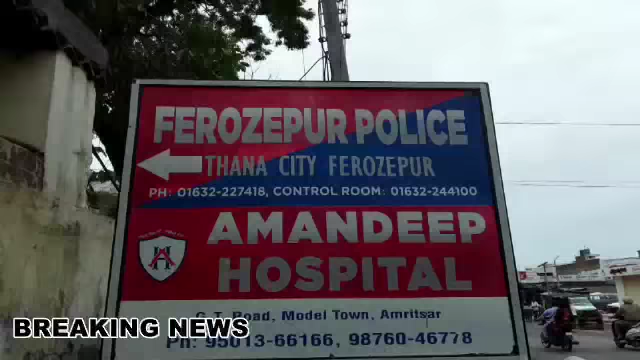 FEROZEPUR POLICE
THANA CITY FEROZEPUR
PH: 01632-227418, CONTROL ROOM: 01632-244100
AMANDEEP
HOSPITAL
G.T. Road, Model Town, Amritsar
Ph: 95013-66166, 98760-46778
BREAKING NEWS